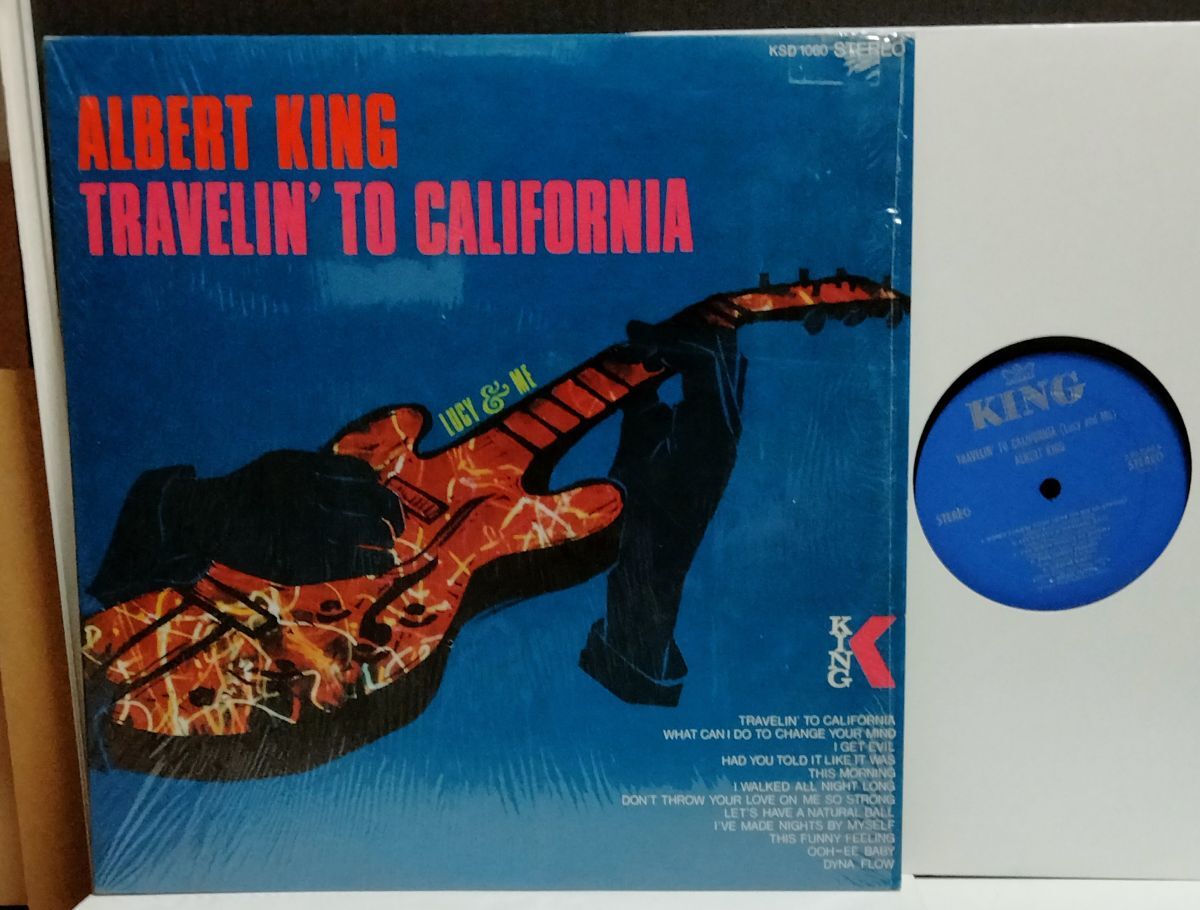 KSD 1060 STEREO
ALBERT KING
TRAVELIN' TO CALIFORNIA
LUCY & ME
KING
TRAVELIN' TO CALIFORNIA
WHAT CAN I DO TO CHANGE YOUR MIND
I GET EVIL
HAD YOU TOLD IT LIKE IT WAS
THIS MORNING
I WALKED ALL NIGHT LONG
DON'T THROW YOUR LOVE ON ME SO STRONG
LET'S HAVE A NATURAL BALL
I'VE MADE NIGHTS BY MYSELF
THIS FUNNY FEELING
OOH-EE BABY
DYNA FLOW
KING
TRAVELIN' TO CALIFORNIA (Lucy and Me)
ALBERT KING
STEREO
STEREO